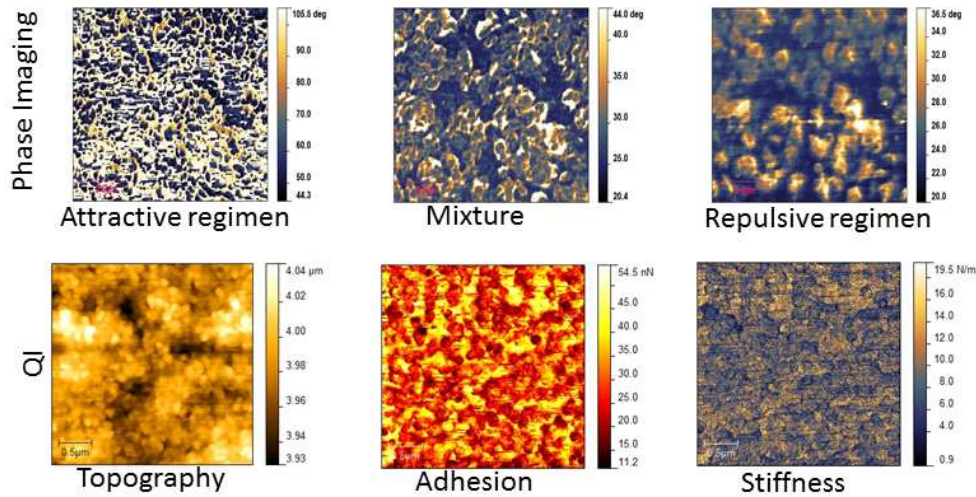 Phase Imaging
105.5 deg
90.0
80.0
70.0
60.0
50.0
44.3
Attractive regimen
44.0 deg
40.0
35.0
30.0
25.0
20.4
Mixture
36.5 deg
34.0
32.0
30.0
28.0
26.0
24.0
22.0
20.0
Repulsive regimen
QI
4.04 µm
4.02
4.00
3.98
3.96
3.94
3.93
0.5µm
Topography
54.5 nN
45.0
40.0
35.0
30.0
25.0
20.0
15.0
11.2
Adhesion
19.5 N/m
14.0
12.0
10.0
8.0
6.0
4.0
0.9
0.5µm
Stiffness